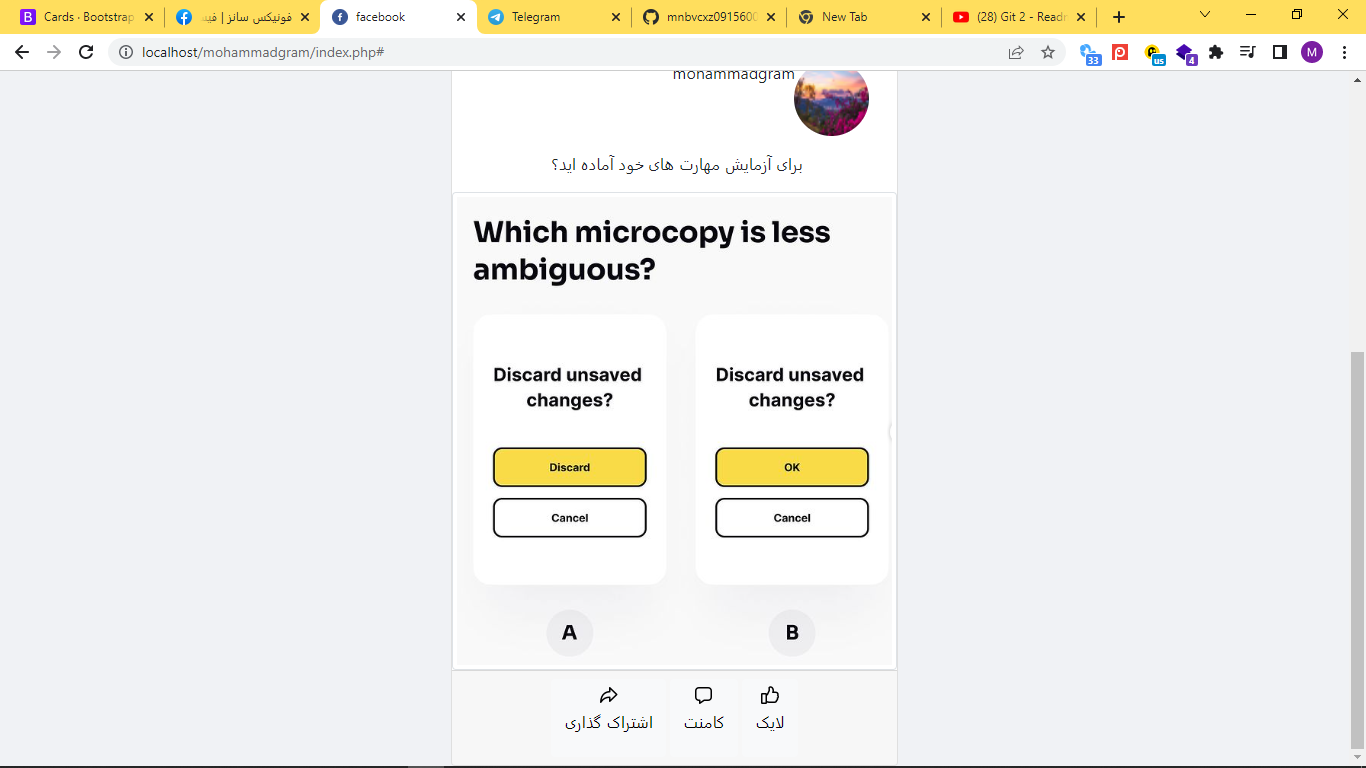 Cards · Bootstrap
فونیکس سانز | فیس
facebook
Telegram
mnbvcxz0915600
New Tab
(28) Git 2 - Readm
localhost/mohammadgram/index.php#
33
us
4
M
mohammadgram
برای آزمایش مهارت های خود آماده اید؟
Which microcopy is less
ambiguous?
Discard unsaved
changes?
Discard
Cancel
A
Discard unsaved
changes?
OK
Cancel
B
لایک
کامنت
اشتراک گذاری